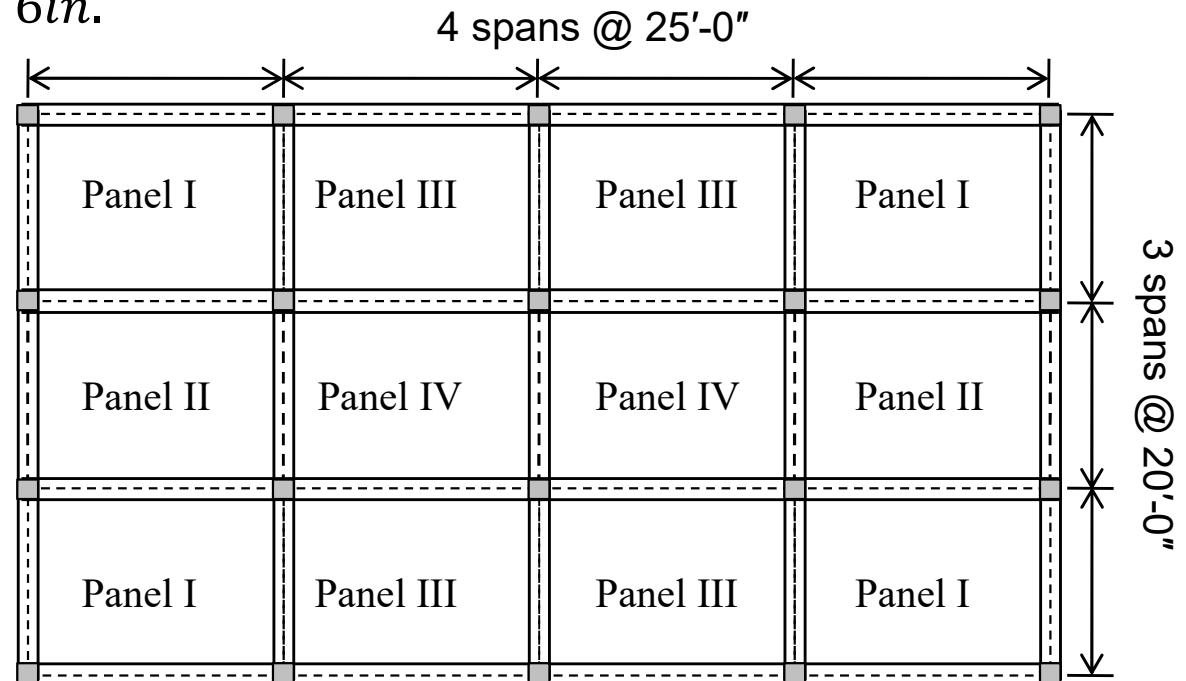 6in.
4 spans @ 25′-0″
Panel I Panel III Panel III Panel I
3 spans @ 20′-0″
Panel II Panel IV Panel IV Panel II
Panel I Panel III Panel III Panel I